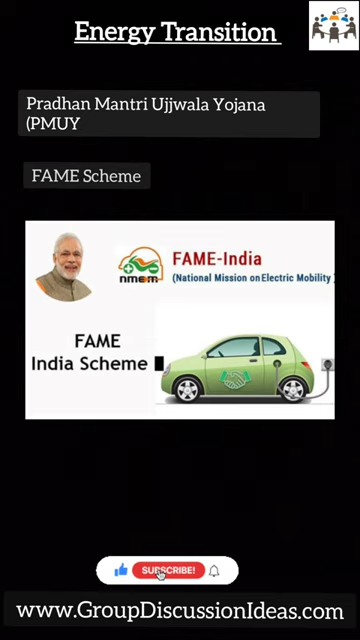 Energy Transition
Pradhan Mantri Ujjwala Yojana
(PMUY
FAME Scheme
FAME-India
nmem
(National Mission on Electric Mobility)
FAME
India Scheme
SUBSCRIBE!
www.GroupDiscussionIdeas.com